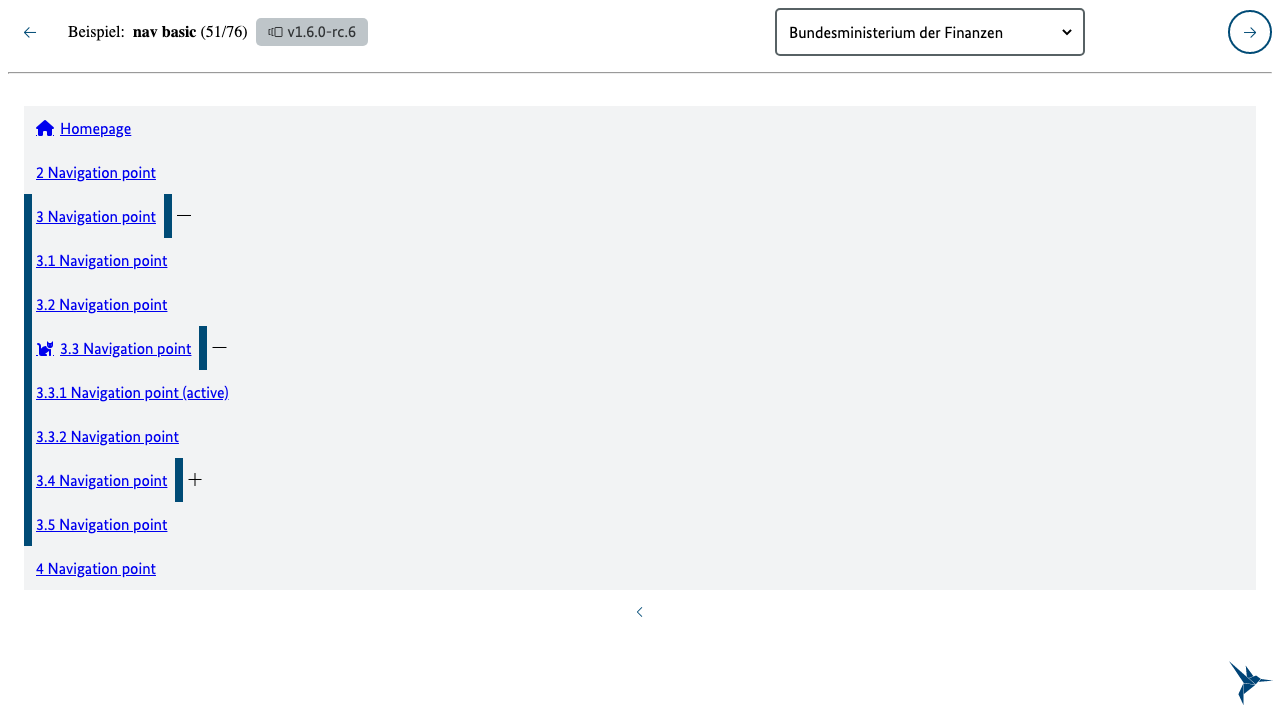 Beispiel: nav basic (51/76) v1.6.0-rc.6 Bundesministerium der Finanzen
Homepage
2 Navigation point
3 Navigation point
3.1 Navigation point
3.2 Navigation point
3.3 Navigation point
3.3.1 Navigation point (active)
3.3.2 Navigation point
3.4 Navigation point
3.5 Navigation point
4 Navigation point